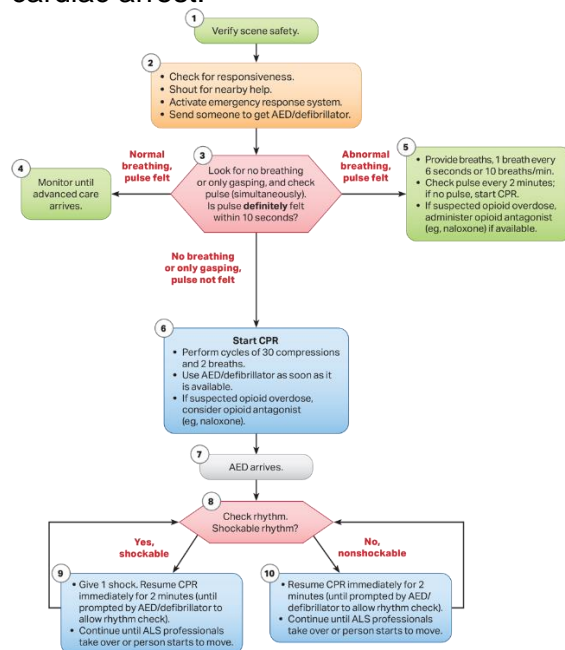 cardiac arrest.
1
Verify scene safety.
2
• Check for responsiveness.
• Shout for nearby help.
• Activate emergency response system.
• Send someone to get AED/defibrillator.
Normal
breathing,
pulse felt
3
Look for no breathing
or only gasping, and check
pulse (simultaneously).
Is pulse definitely felt
within 10 seconds?
Abnormal
breathing,
pulse felt
4
Monitor until
advanced care
arrives.
5
• Provide breaths, 1 breath every
6 seconds or 10 breaths/min.
• Check pulse every 2 minutes;
if no pulse, start CPR.
• If suspected opioid overdose,
administer opioid antagonist
(eg, naloxone) if available.
No breathing
or only gasping,
pulse not felt
6
Start CPR
• Perform cycles of 30 compressions
and 2 breaths.
• Use AED/defibrillator as soon as it
is available.
• If suspected opioid overdose,
consider opioid antagonist
(eg, naloxone).
7
AED arrives.
8
Check rhythm.
Shockable rhythm?
Yes,
shockable
No,
nonshockable
9
• Give 1 shock. Resume CPR
immediately for 2 minutes (until
prompted by AED/defibrillator to
allow rhythm check).
• Continue until ALS professionals
take over or person starts to move.
10
• Resume CPR immediately for 2
minutes (until prompted by AED/
defibrillator to allow rhythm check).
• Continue until ALS professionals
take over or person starts to move.